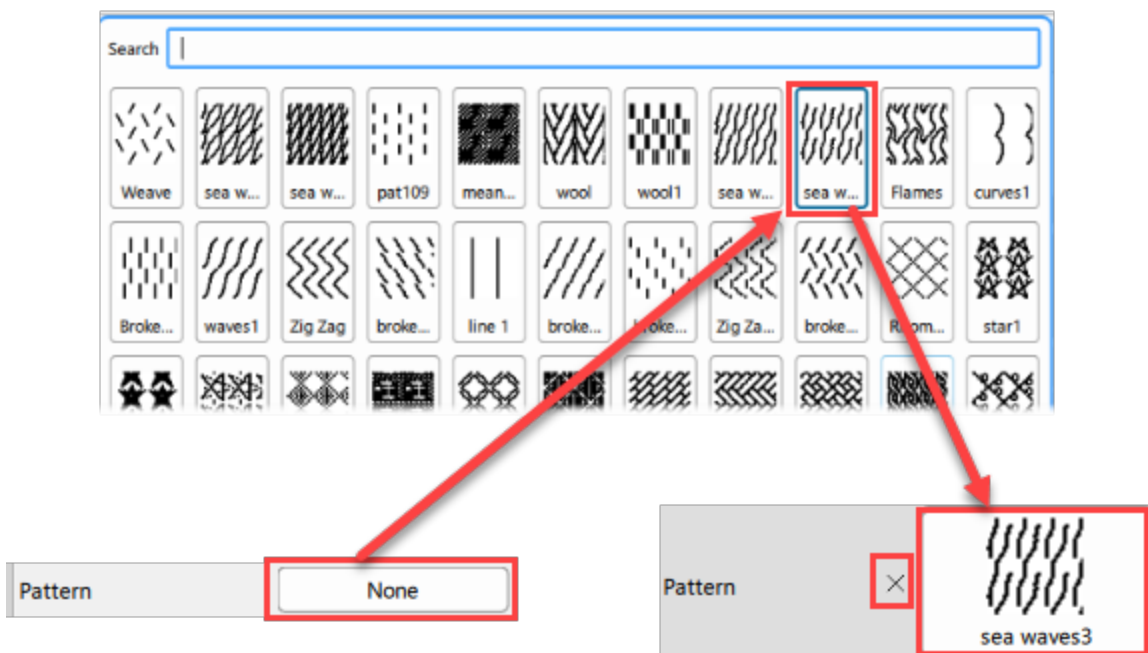 Search
Weave
sea w...
sea w...
pat109
mean...
wool
wool1
sea w...
sea w...
Flames
curves1
Broke...
waves1
Zig Zag
broke...
line 1
broke...
broke...
Zig Za...
broke...
star1
Pattern
None
Pattern
sea waves3